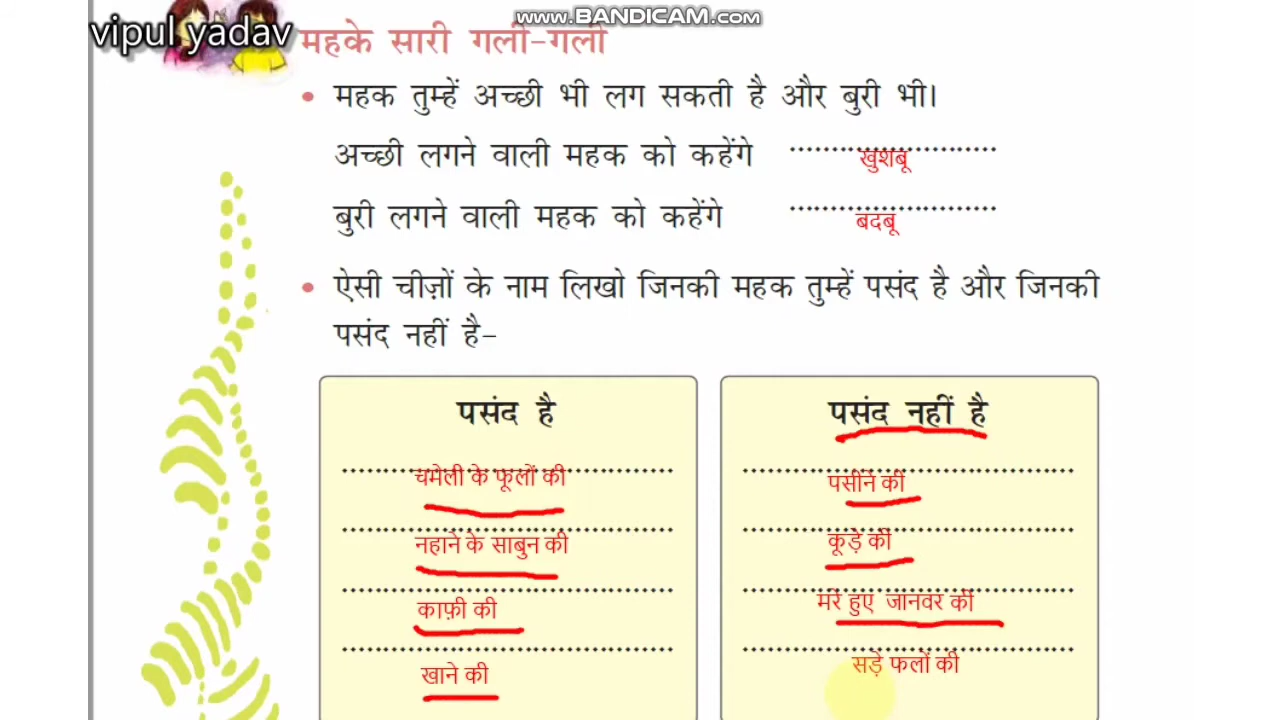 www.BANDICAM.com
vipul yadav
महके सारी गली-गली
• महक तुम्हें अच्छी भी लग सकती है और बुरी भी।
अच्छी लगने वाली महक को कहेंगे ........................ खुशबू
बुरी लगने वाली महक को कहेंगे ........................ बदबू
• ऐसी चीज़ों के नाम लिखो जिनकी महक तुम्हें पसंद है और जिनकी
पसंद नहीं है-
पसंद है
चमेली के फूलों की
नहाने के साबुन की
काफ़ी की
खाने की
पसंद नहीं है
पसीने की
कूड़े की
मरे हुए जानवर की
सड़े फलों की